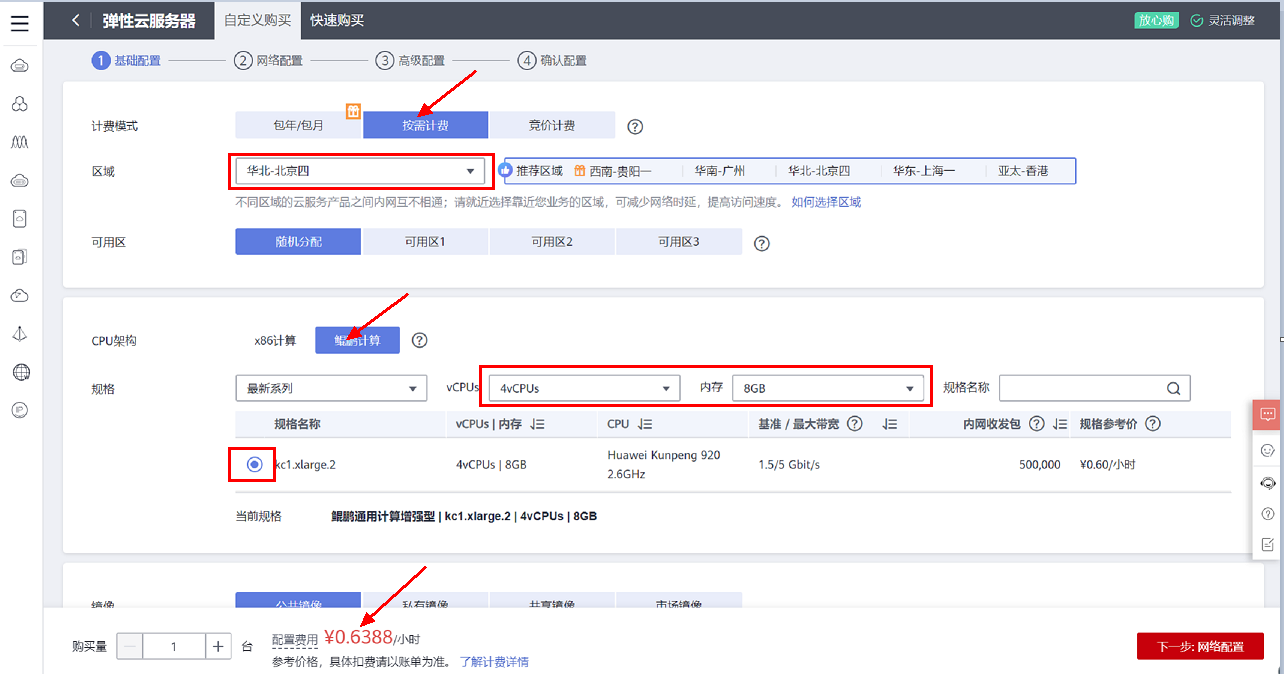 弹性云服务器 自定义购买 快速购买 放心购 灵活调整
1 基础配置 2 网络配置 3 高级配置 4 确认配置
计费模式 包年/包月 按需计费 竞价计费
区域 华北-北京四 推荐区域 西南-贵阳一 华南-广州 华北-北京四 华东-上海一 亚太-香港
不同区域的云服务产品之间内网互不相通；请就近选择靠近您业务的区域，可减少网络时延，提高访问速度。 如何选择区域
可用区 随机分配 可用区1 可用区2 可用区3
CPU架构 x86计算 鲲鹏计算
规格 最新系列 vCPUs 4vCPUs 内存 8GB 规格名称
规格名称 vCPUs | 内存 CPU 基准 / 最大带宽 内网收发包 规格参考价
kc1.xlarge.2 4vCPUs | 8GB Huawei Kunpeng 920 2.6GHz 1.5/5 Gbit/s 500,000 ¥0.60/小时
当前规格 鲲鹏通用计算增强型 | kc1.xlarge.2 | 4vCPUs | 8GB
镜像 公共镜像 私有镜像 共享镜像 市场镜像
购买量 1 台 配置费用 ¥0.6388/小时
参考价格，具体扣费请以账单为准。 了解计费详情
下一步: 网络配置